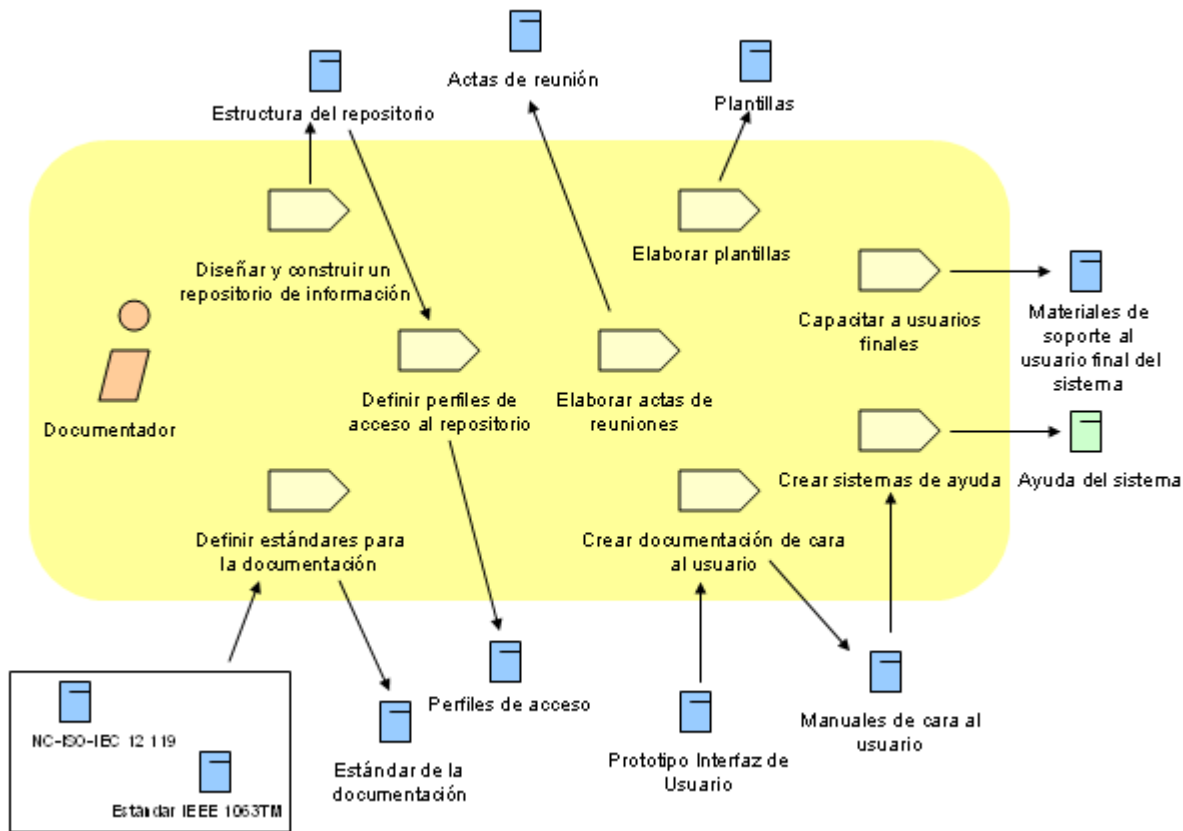 Actas de reunión
Plantillas
Estructura del repositorio
Elaborar plantillas
Diseñar y construir un
repositorio de información
Capacitar a usuarios
finales
Materiales de
soporte al
usuario final del
sistema
Documentador
Definir perfiles de
acceso al repositorio
Elaborar actas de
reuniones
Crear sistemas de ayuda
Ayuda del sistema
Definir estándares para
la documentación
Crear documentación de cara
al usuario
Perfiles de acceso
NC-ISO-IEC 12 119
Estándar IEEE 1063TM
Estándar de la
documentación
Prototipo Interfaz de
Usuario
Manuales de cara al
usuario